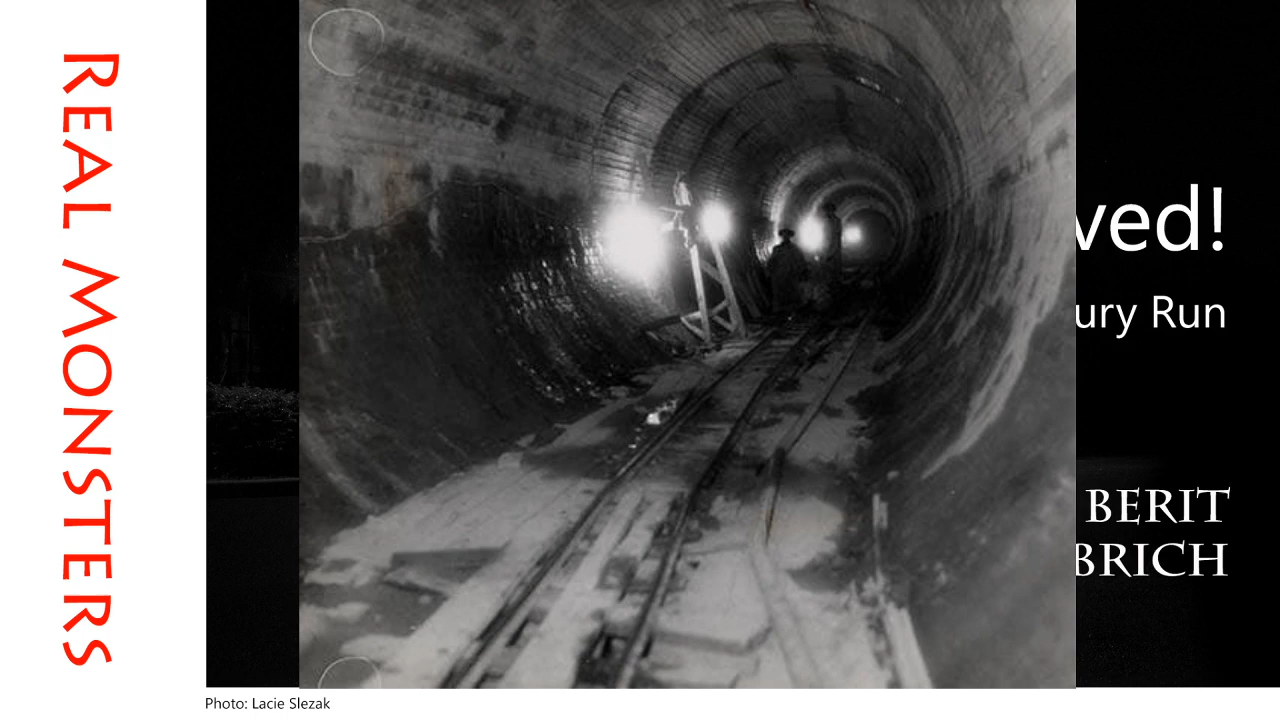 REAL MONSTERS
ved!
ury Run
BERIT
BRICH
Photo: Lacie Slezak